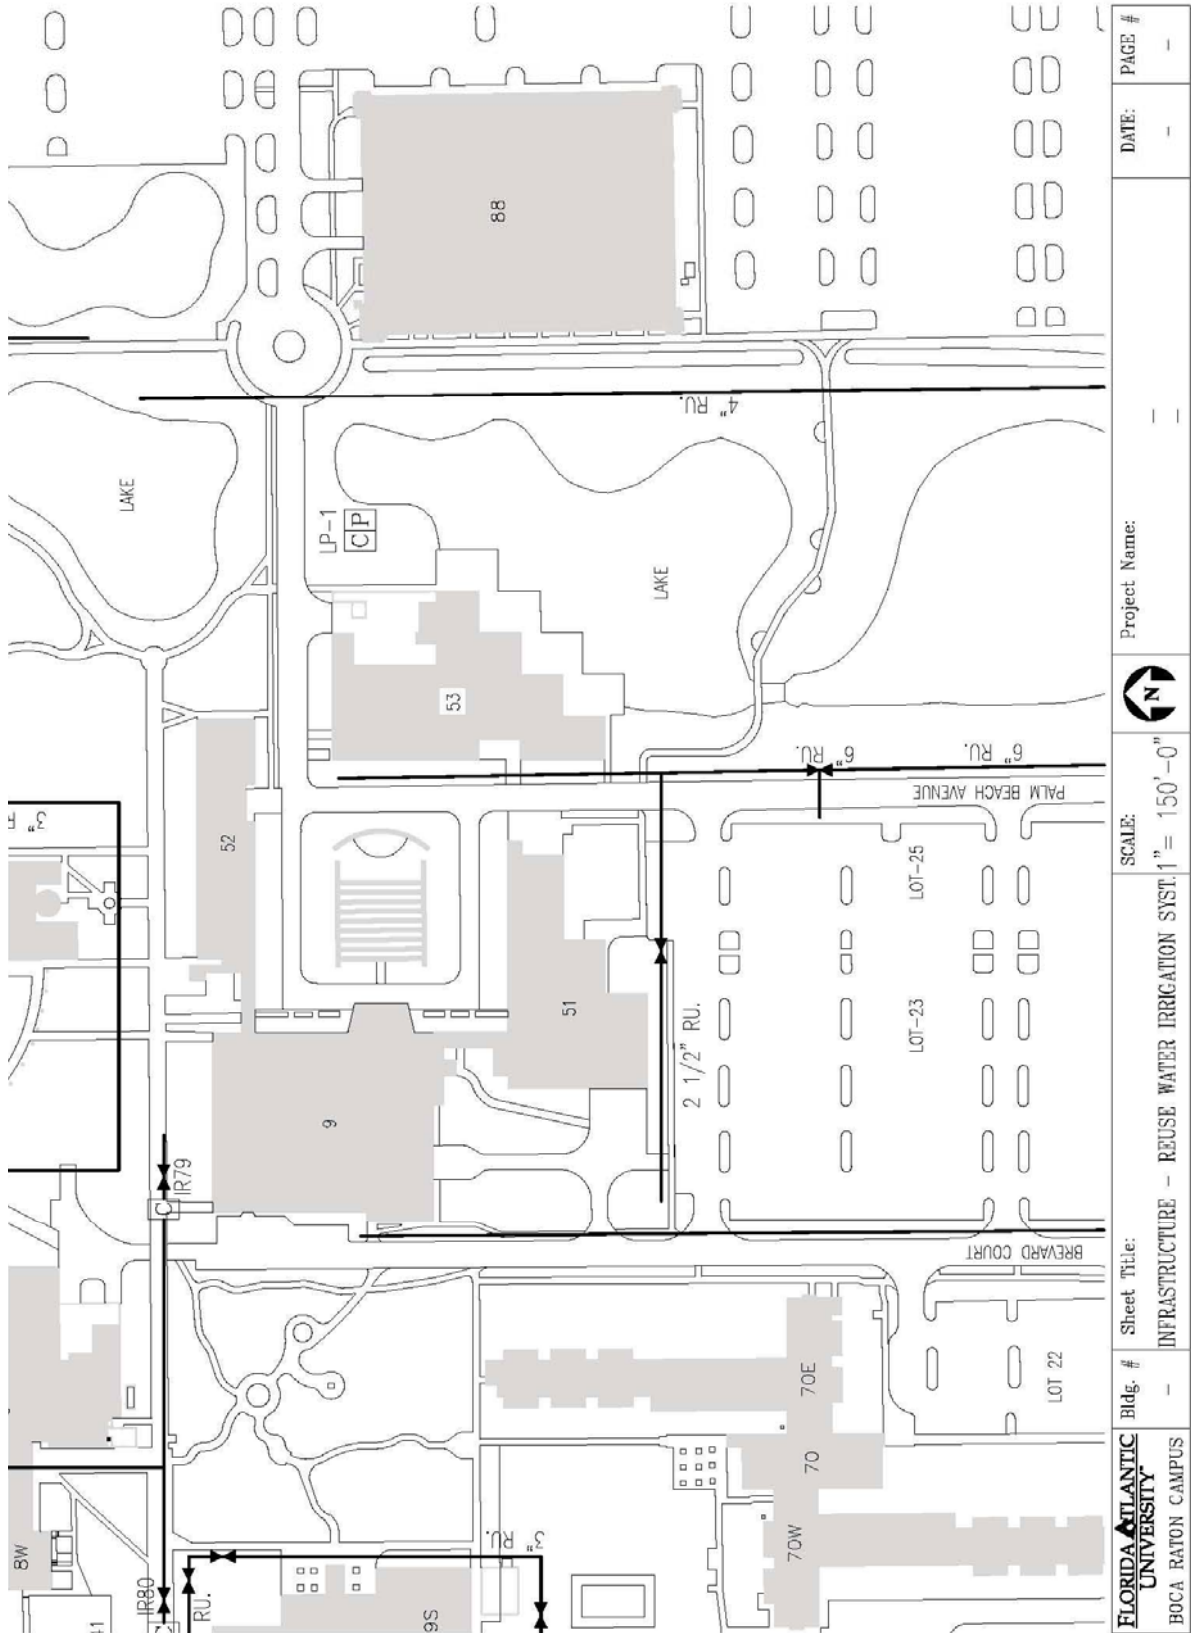 8W
IR80
RU.
41
9S
3" RU.
70W
70
70E
LOT 22
BREVARD COURT
IR79
9
51
2 1/2" RU.
LOT-23
LOT-25
52
3"
53
PALM BEACH AVENUE
6" RU.
6" RU.
LAKE
LAKE
LP-1
C P
4" RU.
88
FLORIDA ATLANTIC
UNIVERSITY
BOCA RATON CAMPUS
Bldg. #
-
Sheet Title:
INFRASTRUCTURE - REUSE WATER IRRIGATION SYST.
SCALE:
1"= 150'-0"
N
Project Name:
-
-
DATE:
-
PAGE #
-